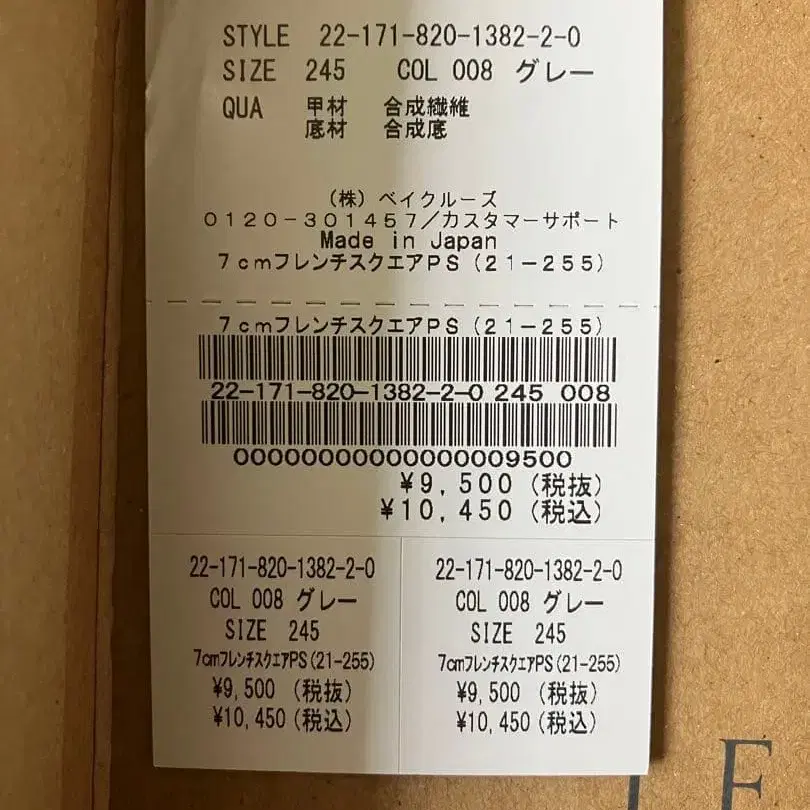 STYLE 22-171-820-1382-2-0
SIZE 245 COL 008 グレー
QUA 甲材 合成繊維
底材 合成底
(株)ベイクルーズ
0120-301457/カスタマーサポート
Made in Japan
7cmフレンチスクエアPS(21-255)
7cmフレンチスクエアPS(21-255)
22-171-820-1382-2-0 245 008
00000000000000009500
¥9,500(税抜)
¥10,450(税込)
22-171-820-1382-2-0
COL 008 グレー
SIZE 245
7cmフレンチスクエアPS(21-255)
¥9,500(税抜)
¥10,450(税込)
22-171-820-1382-2-0
COL 008 グレー
SIZE 245
7cmフレンチスクエアPS(21-255)
¥9,500(税抜)
¥10,450(税込)